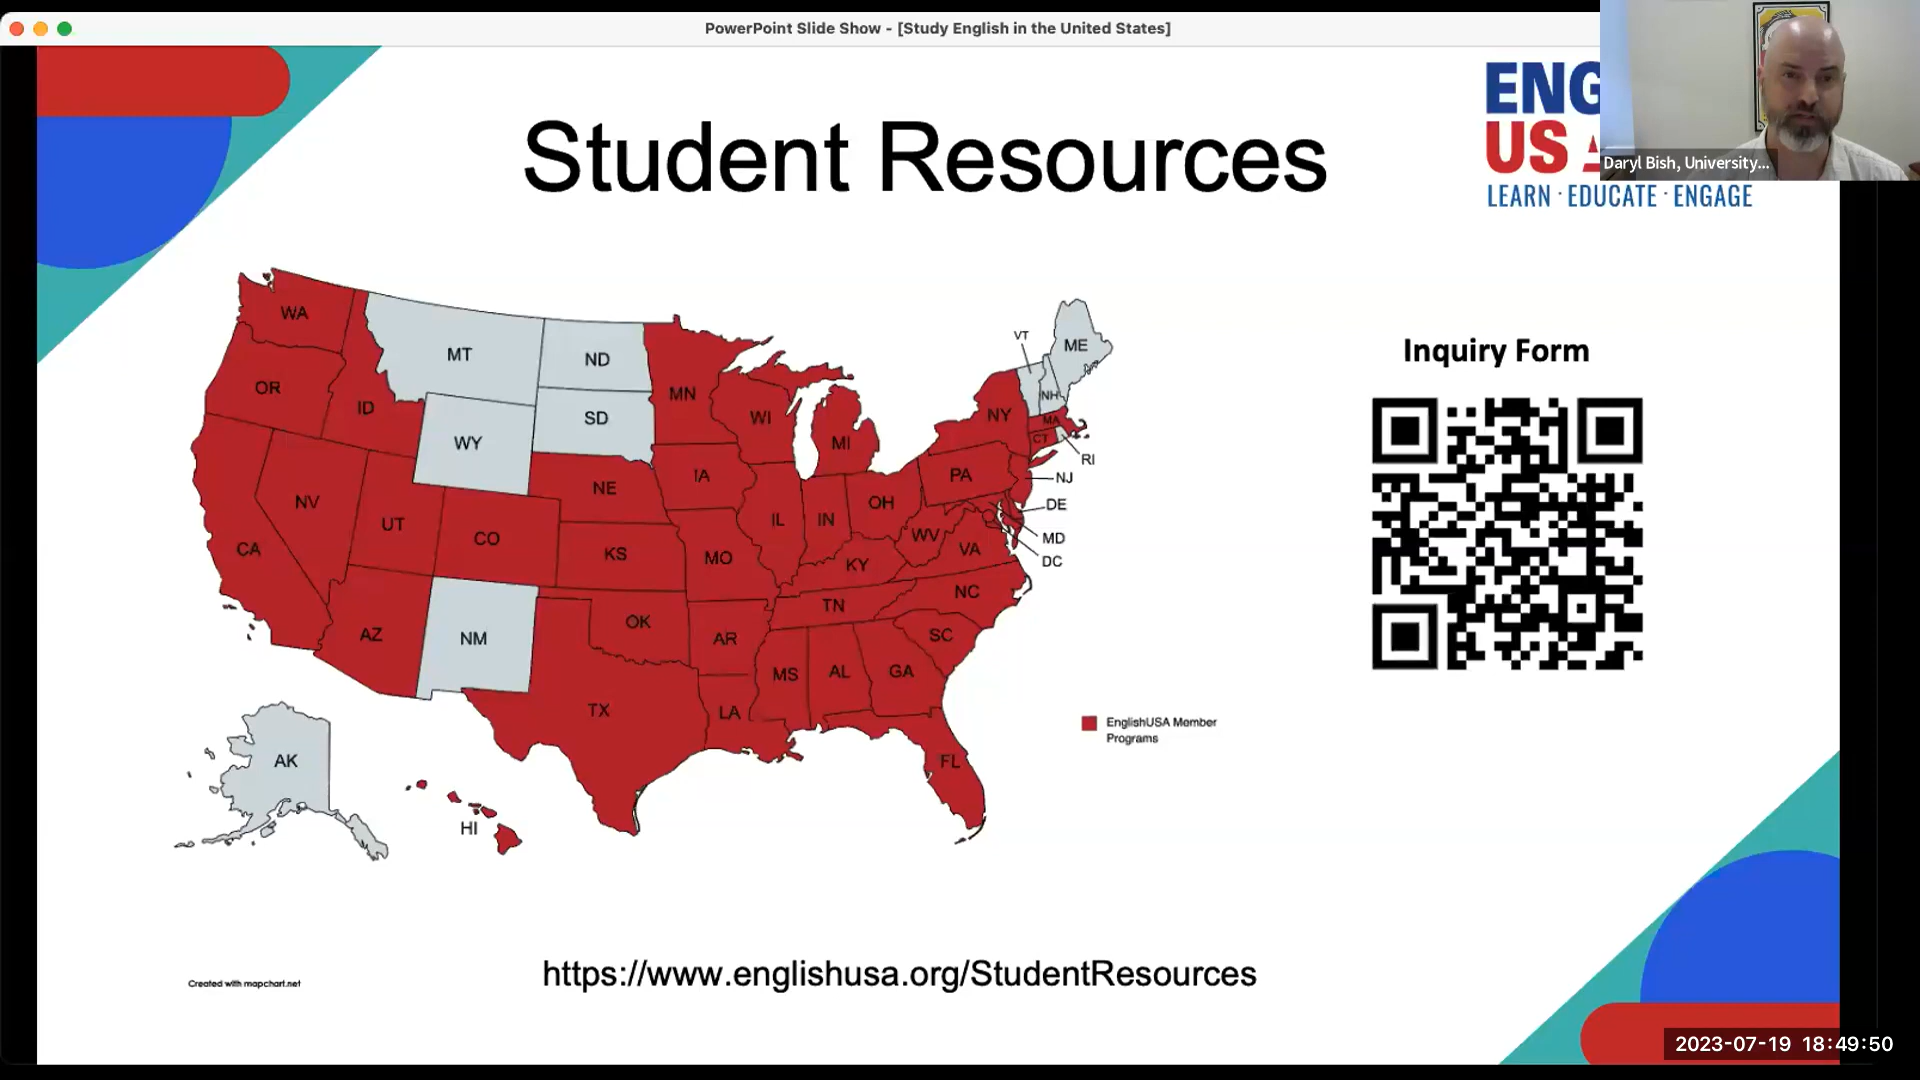 PowerPoint Slide Show - [Study English in the United States]
Student Resources
ENG
US
LEARN · EDUCATE · ENGAGE
Daryl Bish, University...
WA
MT
ND
MN
VT
ME
OR
ID
SD
WI
NY
NH
MA
WY
MI
CT
RI
NV
UT
NE
IA
PA
NJ
CA
CO
IL
IN
OH
DE
KS
MO
WV
VA
MD
KY
DC
TN
NC
AZ
NM
OK
AR
SC
TX
MS
AL
GA
LA
AK
FL
HI
Inquiry Form
EnglishUSA Member
Programs
Created with mapchart.net
https://www.englishusa.org/StudentResources
2023-07-19 18:49:50